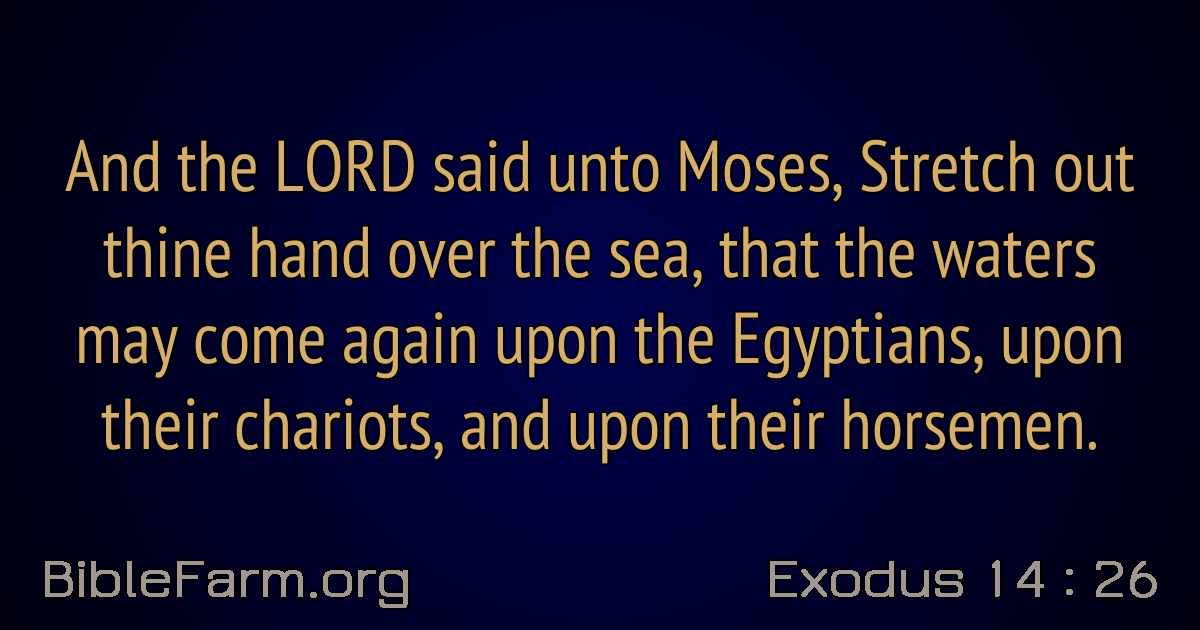 And the LORD said unto Moses, Stretch out
thine hand over the sea, that the waters
may come again upon the Egyptians, upon
their chariots, and upon their horsemen.
BibleFarm.org
Exodus 14 : 26